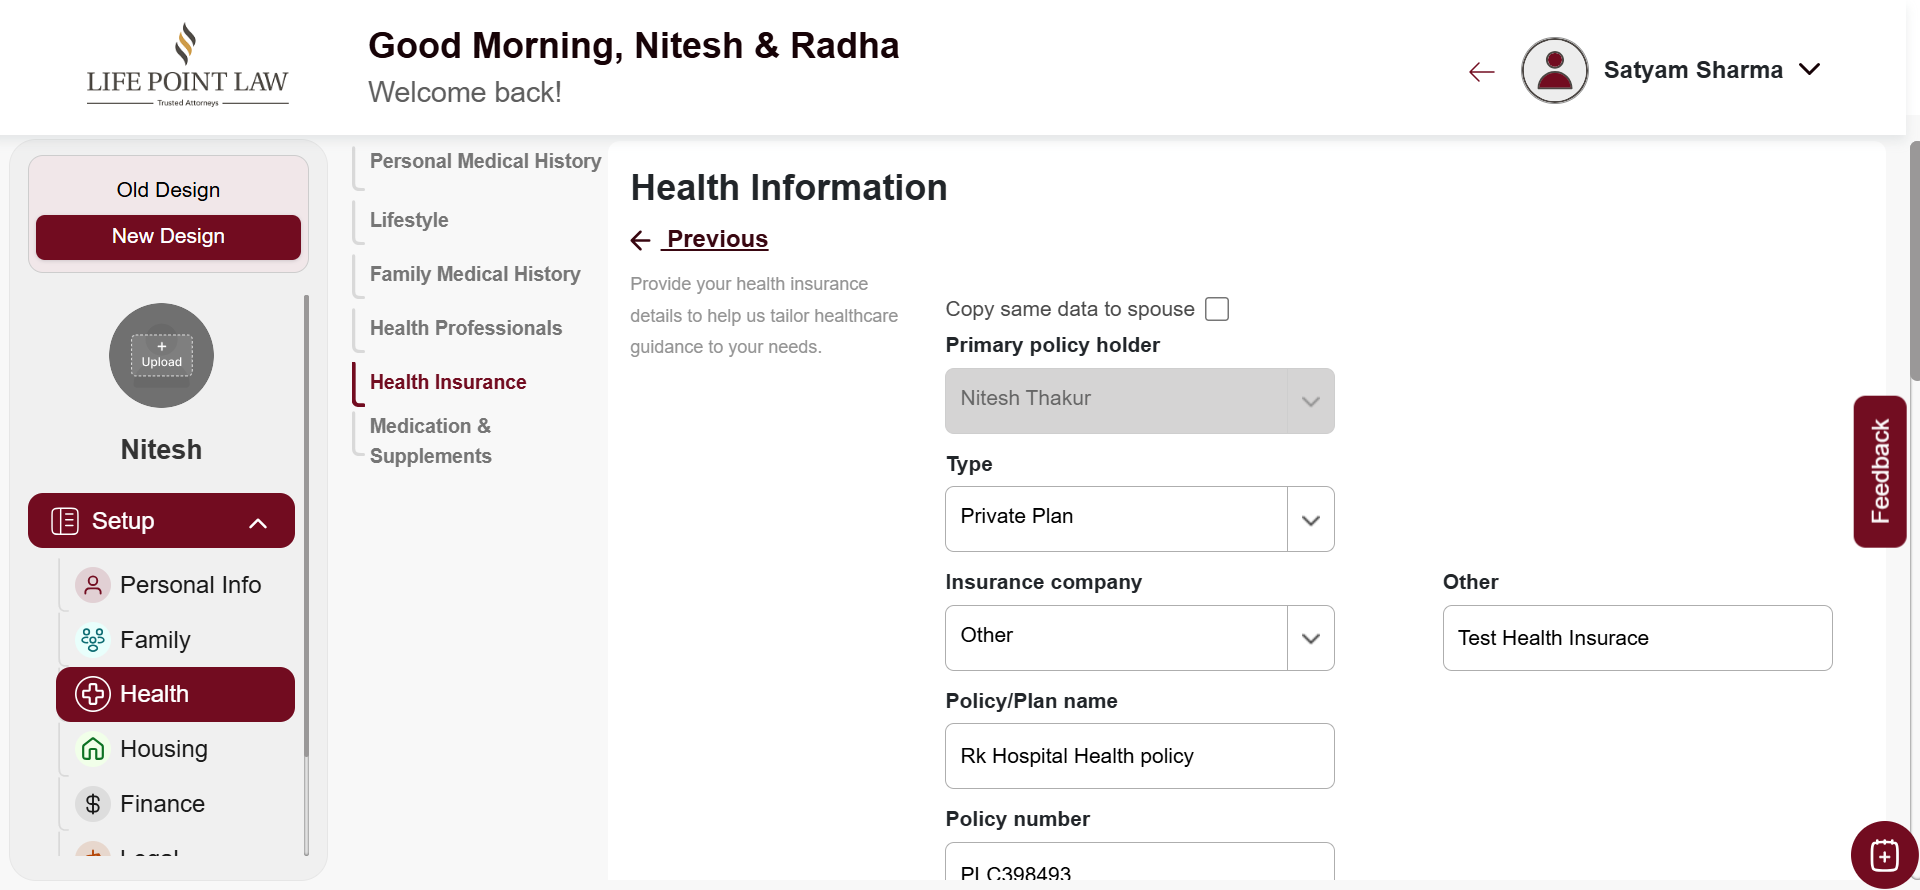 LIFE POINT LAW
Trusted Attorneys
Good Morning, Nitesh & Radha
Welcome back!
Satyam Sharma
Old Design
New Design
+
Upload
Nitesh
Setup
Personal Info
Family
Health
Housing
Finance
Legal
Personal Medical History
Lifestyle
Family Medical History
Health Professionals
Health Insurance
Medication &
Supplements
Health Information
Previous
Provide your health insurance
details to help us tailor healthcare
guidance to your needs.
Copy same data to spouse
Primary policy holder
Nitesh Thakur
Type
Private Plan
Insurance company
Other
Other
Test Health Insurace
Policy/Plan name
Rk Hospital Health policy
Policy number
PLC398493
Feedback